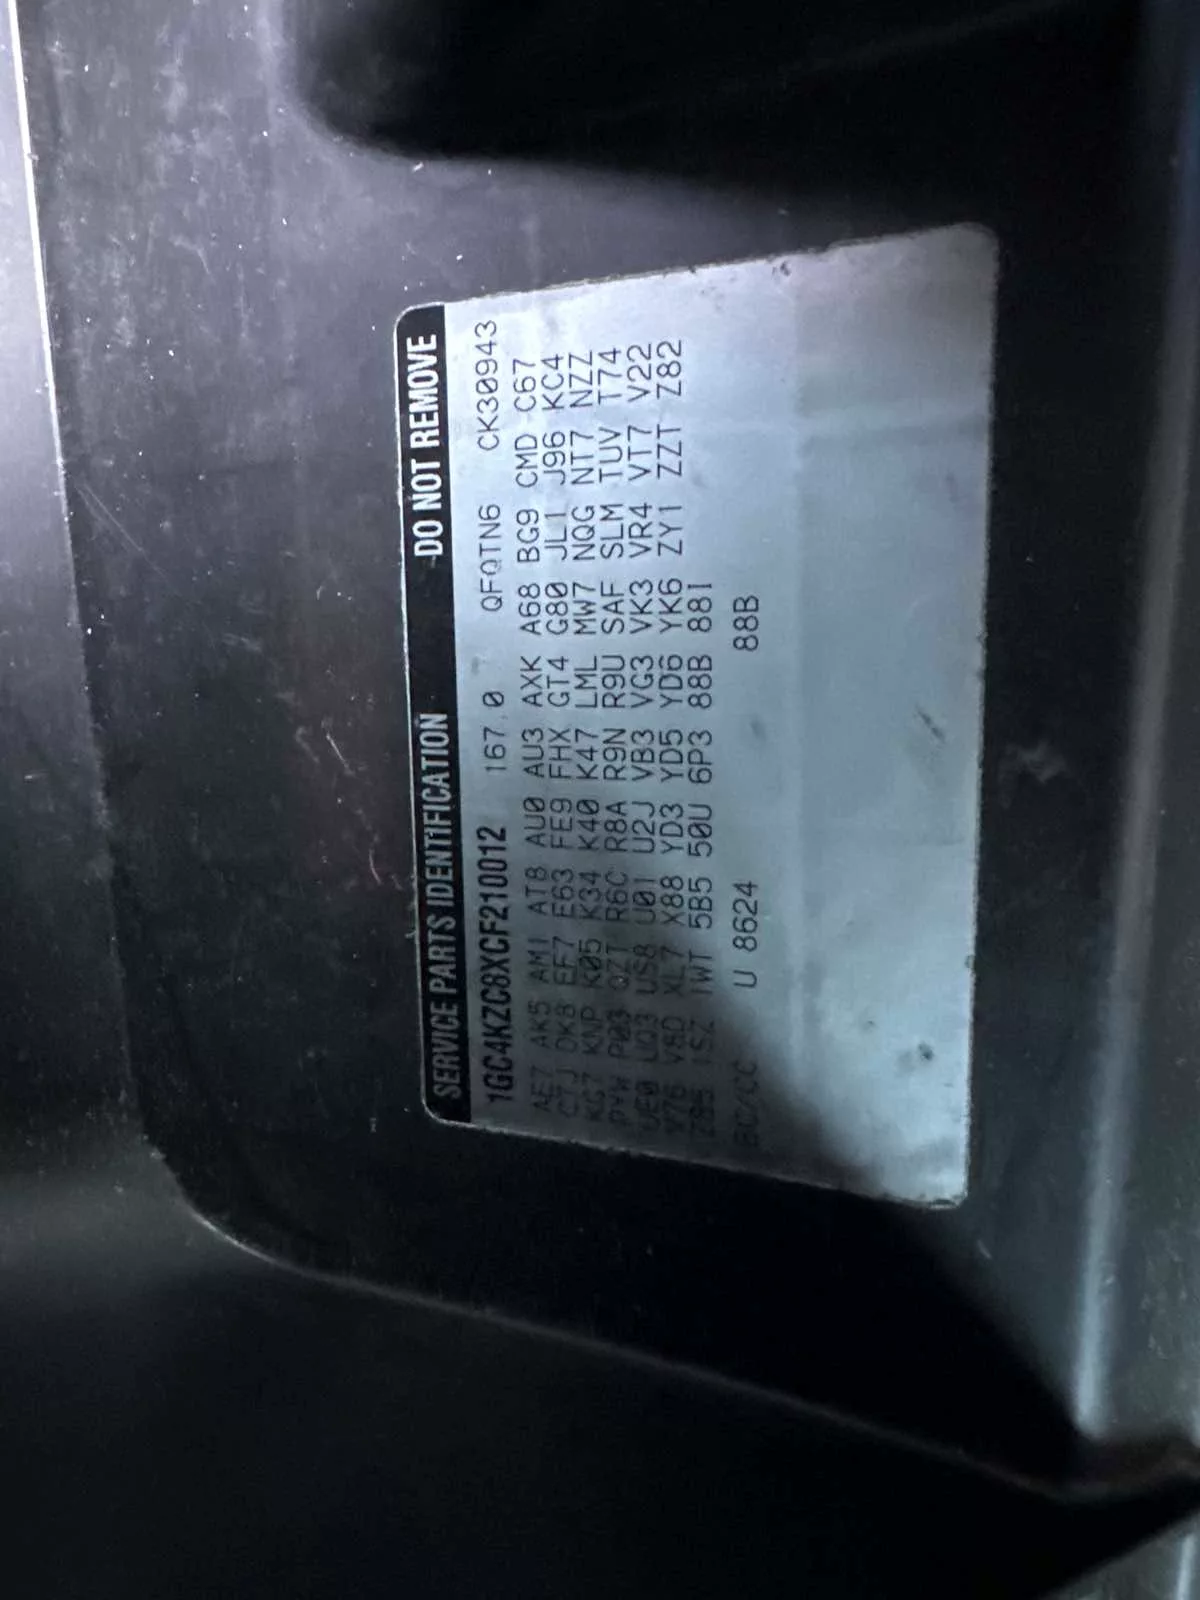 SERVICE PARTS IDENTIFICATION DO NOT REMOVE
1GC4KZC8XCF210012 167.0 QFQTN6 CK30943
AE7 AK5 AM1 AT8 AU0 AU3 AXK A68 BG9 CMD C67
CTJ DK8 EF7 E63 FE9 FHX GT4 G80 JL1 J96 KC4
KG7 KNP K05 K34 K40 K47 LML MW7 NQG NT7 NZZ
PYW P03 QZT R6C R8A R9N R9U SAF SLM TUV T74
UE0 UQ3 US8 U01 U2J VB3 VG3 VK3 VR4 VT7 V22
V76 V8D XL7 X88 YD3 YD5 YD6 YK6 ZY1 ZZT Z82
Z85 1SZ 1WT 5B5 50U 6P3 88B 88I
BC/CC U 8624 88B